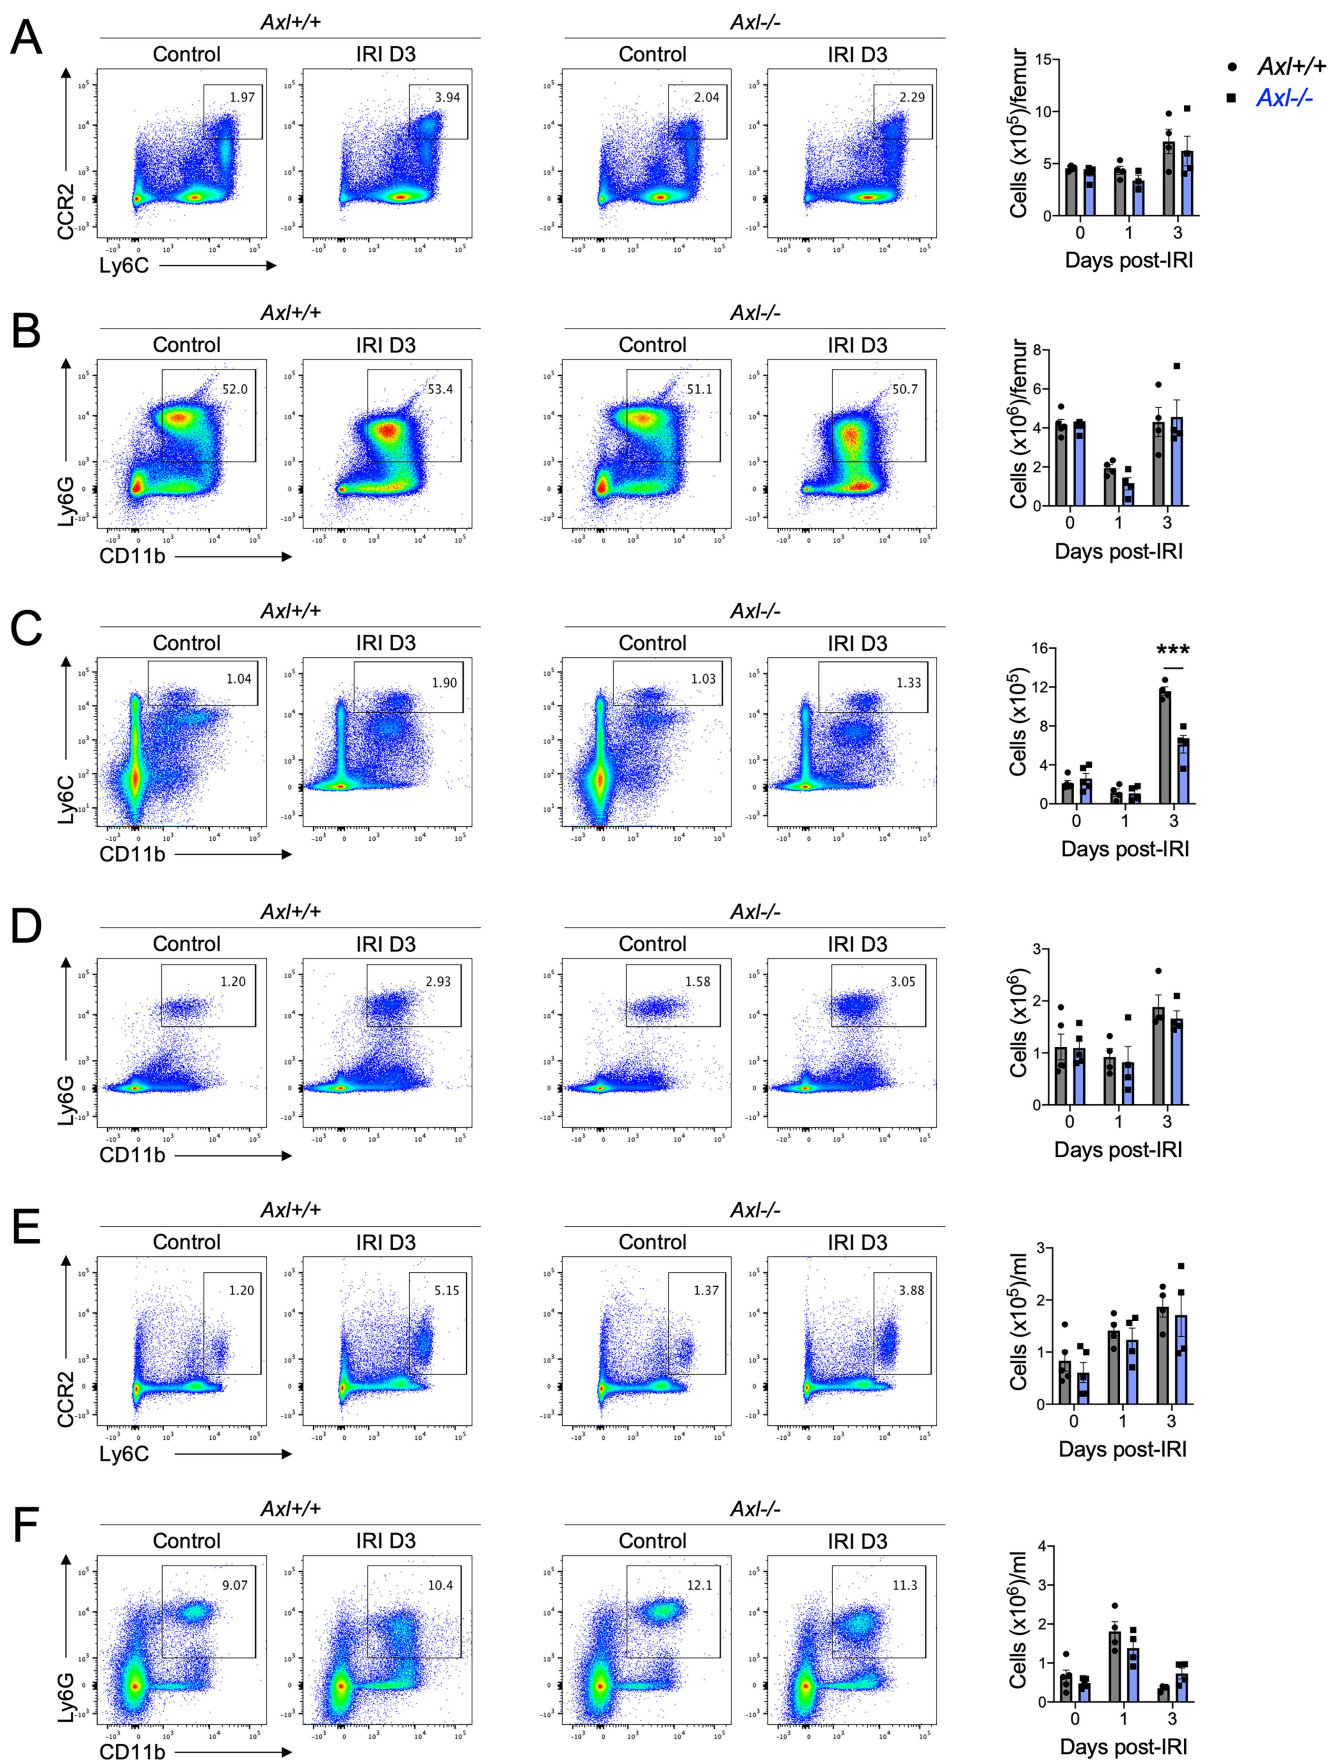 A
Axl+/+
Axl-/-
Control
IRI D3
Control
IRI D3
1.97
3.94
2.04
2.29
CCR2
Ly6C
Cells (x10⁵)/femur
15
10
5
0
0 1 3
Days post-IRI
Axl+/+
Axl-/-
B
Axl+/+
Axl-/-
Control
IRI D3
Control
IRI D3
52.0
53.4
51.1
50.7
Ly6G
CD11b
Cells (x10⁶)/femur
8
6
4
2
0
0 1 3
Days post-IRI
C
Axl+/+
Axl-/-
Control
IRI D3
Control
IRI D3
1.04
1.90
1.03
1.33
Ly6C
CD11b
Cells (x10⁵)
16
12
8
4
0
***
0 1 3
Days post-IRI
D
Axl+/+
Axl-/-
Control
IRI D3
Control
IRI D3
1.20
2.93
1.58
3.05
Ly6G
CD11b
Cells (x10⁶)
3
2
1
0
0 1 3
Days post-IRI
E
Axl+/+
Axl-/-
Control
IRI D3
Control
IRI D3
1.20
5.15
1.37
3.88
CCR2
Ly6C
Cells (x10⁵)/ml
3
2
1
0
0 1 3
Days post-IRI
F
Axl+/+
Axl-/-
Control
IRI D3
Control
IRI D3
9.07
10.4
12.1
11.3
Ly6G
CD11b
Cells (x10⁶)/ml
4
3
2
1
0
0 1 3
Days post-IRI